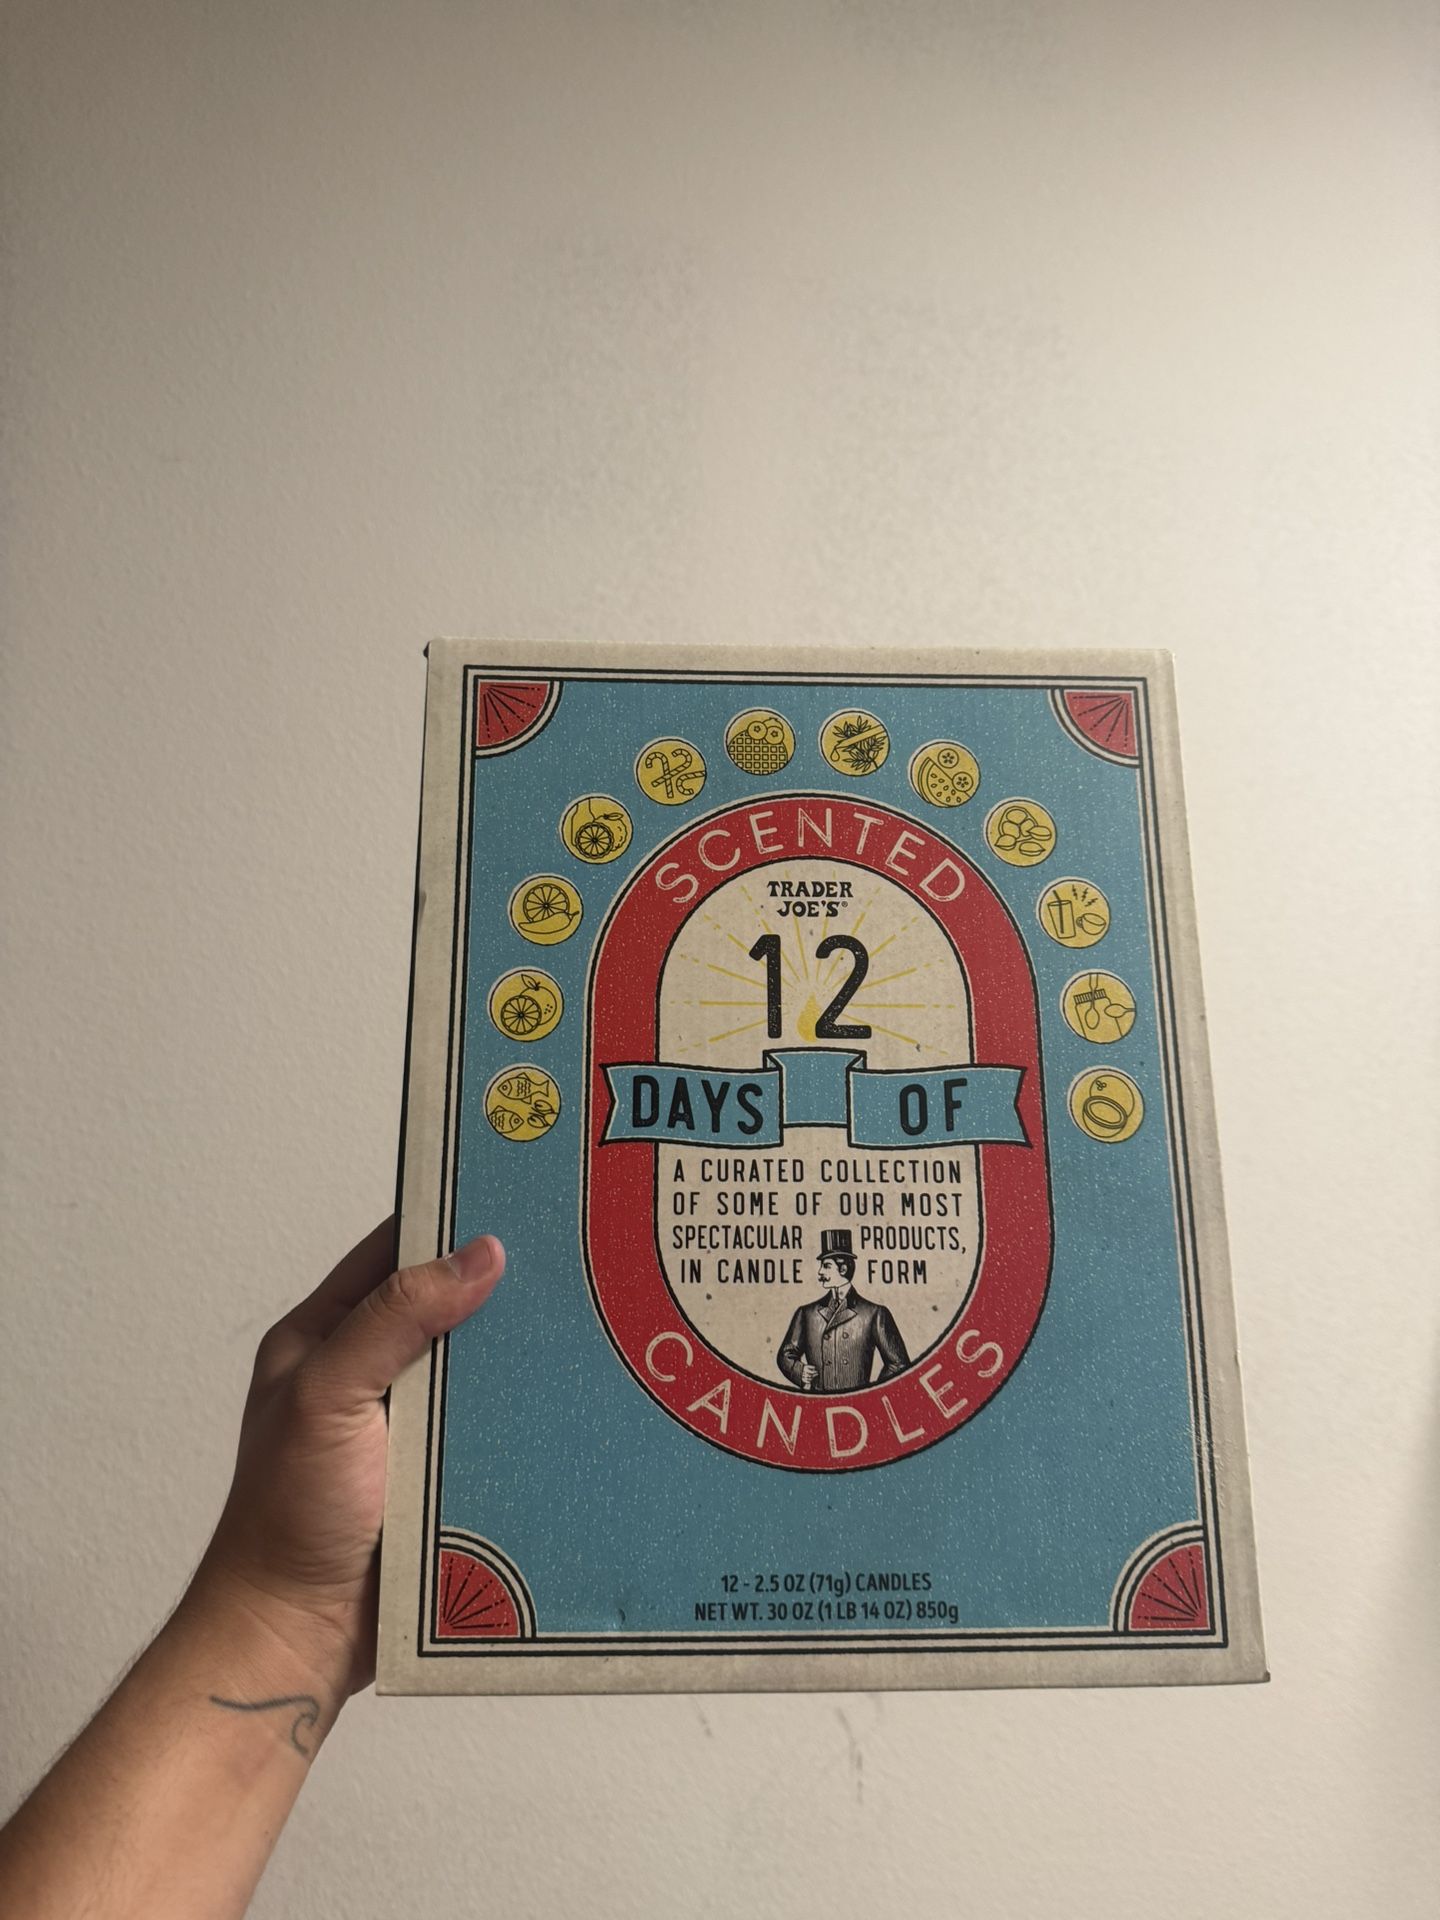 SCENTED
TRADER
JOE'S®
12
DAYS OF
A CURATED COLLECTION
OF SOME OF OUR MOST
SPECTACULAR PRODUCTS,
IN CANDLE FORM
CANDLES
12 - 2.5 OZ (71g) CANDLES
NET WT. 30 OZ (1 LB 14 OZ) 850g